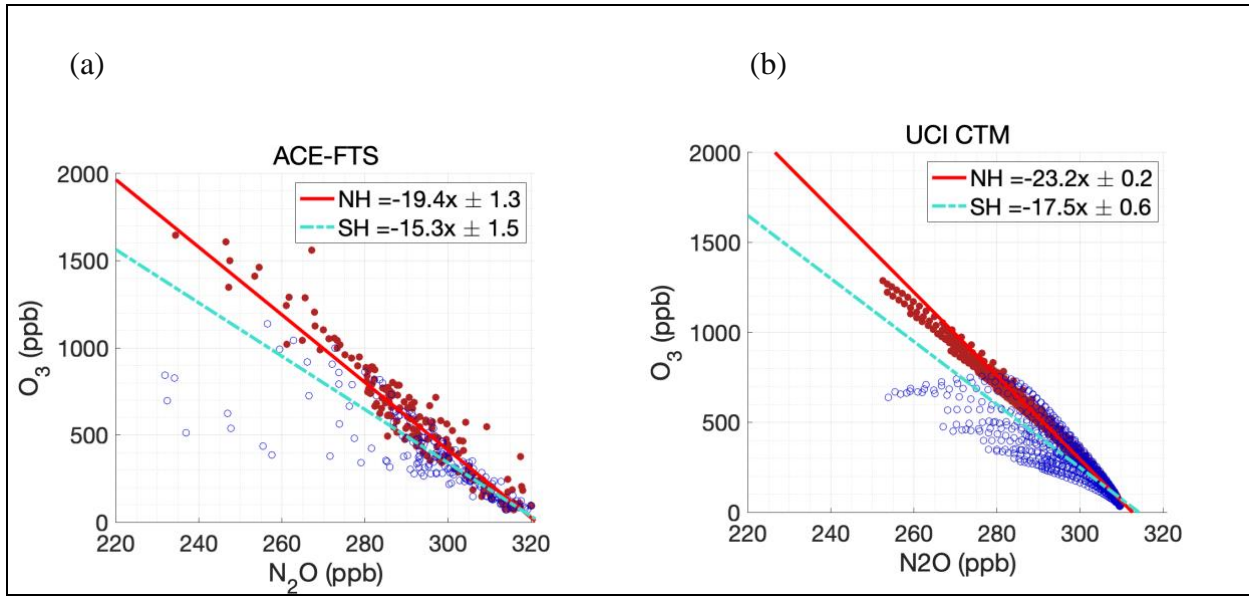 (a)
(b)
ACE-FTS
2000
1500
1000
500
0
O₃ (ppb)
NH =-19.4x ± 1.3
SH =-15.3x ± 1.5
220 240 260 280 300 320
N₂O (ppb)
UCI CTM
2000
1500
1000
500
0
O₃ (ppb)
NH =-23.2x ± 0.2
SH =-17.5x ± 0.6
220 240 260 280 300 320
N2O (ppb)